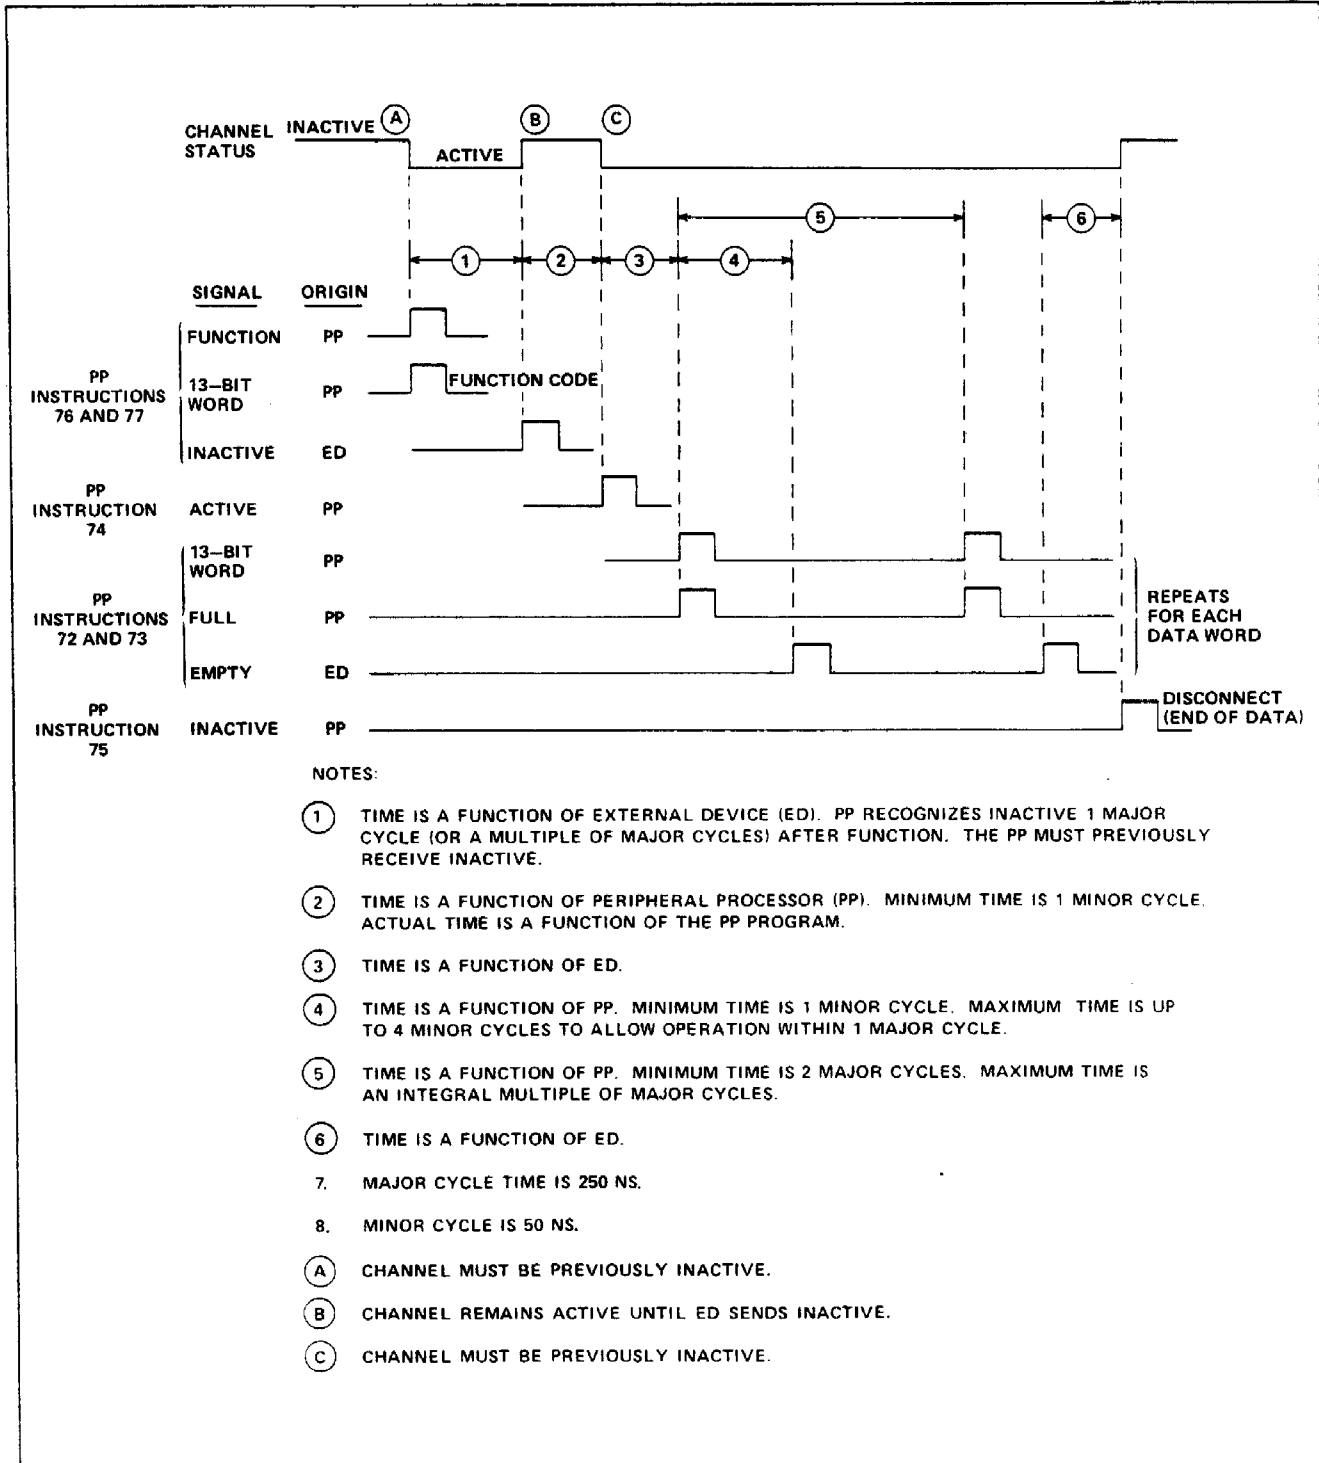 CHANNEL STATUS
INACTIVE
A
B
C
ACTIVE
5
6
1
2
3
4
SIGNAL ORIGIN
PP INSTRUCTIONS 76 AND 77
FUNCTION PP
13-BIT WORD PP FUNCTION CODE
INACTIVE ED
PP INSTRUCTION 74
ACTIVE PP
PP INSTRUCTIONS 72 AND 73
13-BIT WORD PP
FULL PP
EMPTY ED
REPEATS
FOR EACH
DATA WORD
PP INSTRUCTION 75
INACTIVE PP
DISCONNECT
(END OF DATA)
NOTES:
1 TIME IS A FUNCTION OF EXTERNAL DEVICE (ED). PP RECOGNIZES INACTIVE 1 MAJOR
CYCLE (OR A MULTIPLE OF MAJOR CYCLES) AFTER FUNCTION. THE PP MUST PREVIOUSLY
RECEIVE INACTIVE.
2 TIME IS A FUNCTION OF PERIPHERAL PROCESSOR (PP). MINIMUM TIME IS 1 MINOR CYCLE.
ACTUAL TIME IS A FUNCTION OF THE PP PROGRAM.
3 TIME IS A FUNCTION OF ED.
4 TIME IS A FUNCTION OF PP. MINIMUM TIME IS 1 MINOR CYCLE. MAXIMUM TIME IS UP
TO 4 MINOR CYCLES TO ALLOW OPERATION WITHIN 1 MAJOR CYCLE.
5 TIME IS A FUNCTION OF PP. MINIMUM TIME IS 2 MAJOR CYCLES. MAXIMUM TIME IS
AN INTEGRAL MULTIPLE OF MAJOR CYCLES.
6 TIME IS A FUNCTION OF ED.
7. MAJOR CYCLE TIME IS 250 NS.
8. MINOR CYCLE IS 50 NS.
A CHANNEL MUST BE PREVIOUSLY INACTIVE.
B CHANNEL REMAINS ACTIVE UNTIL ED SENDS INACTIVE.
C CHANNEL MUST BE PREVIOUSLY INACTIVE.